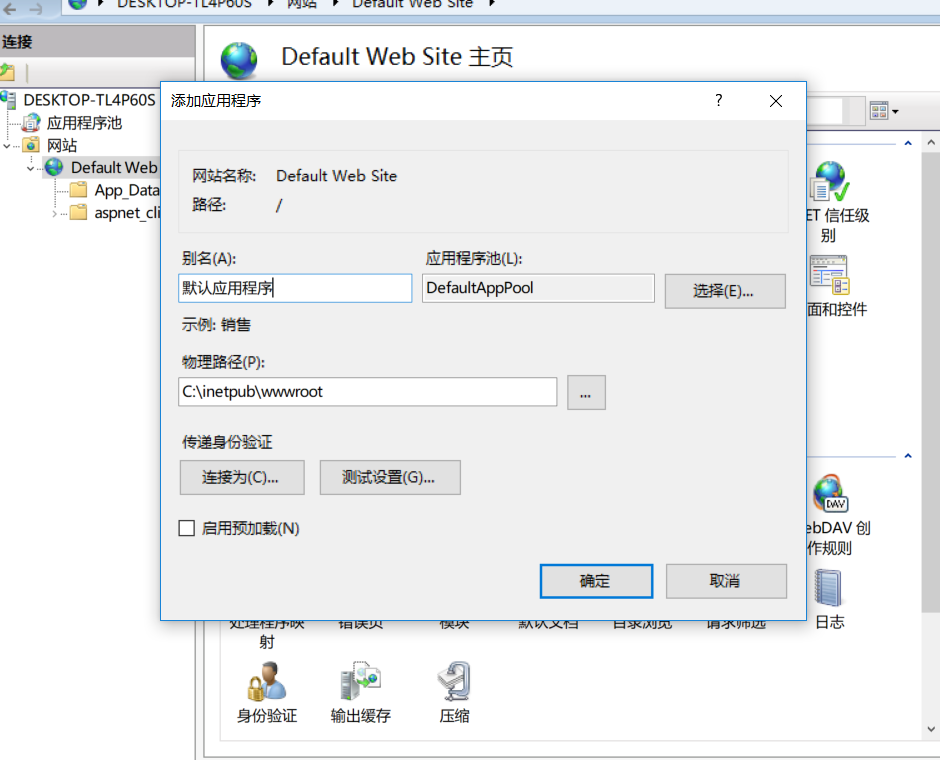 DESKTOP-TL4P60S 网站 Default Web Site
连接
Default Web Site 主页
DESKTOP-TL4P60S
应用程序池
网站
Default Web
App_Data
aspnet_cli
添加应用程序
?
网站名称: Default Web Site
路径: /
别名(A): 应用程序池(L):
默认应用程序 DefaultAppPool 选择(E)...
示例: 销售
物理路径(P):
C:\inetpub\wwwroot ...
传递身份验证
连接为(C)... 测试设置(G)...
启用预加载(N)
确定 取消
ET 信任级
别
面和控件
DAV
ebDAV 创
作规则
日志
处理程序映 错误页 模块 默认文档 目录浏览 请求筛选
射
身份验证 输出缓存 压缩